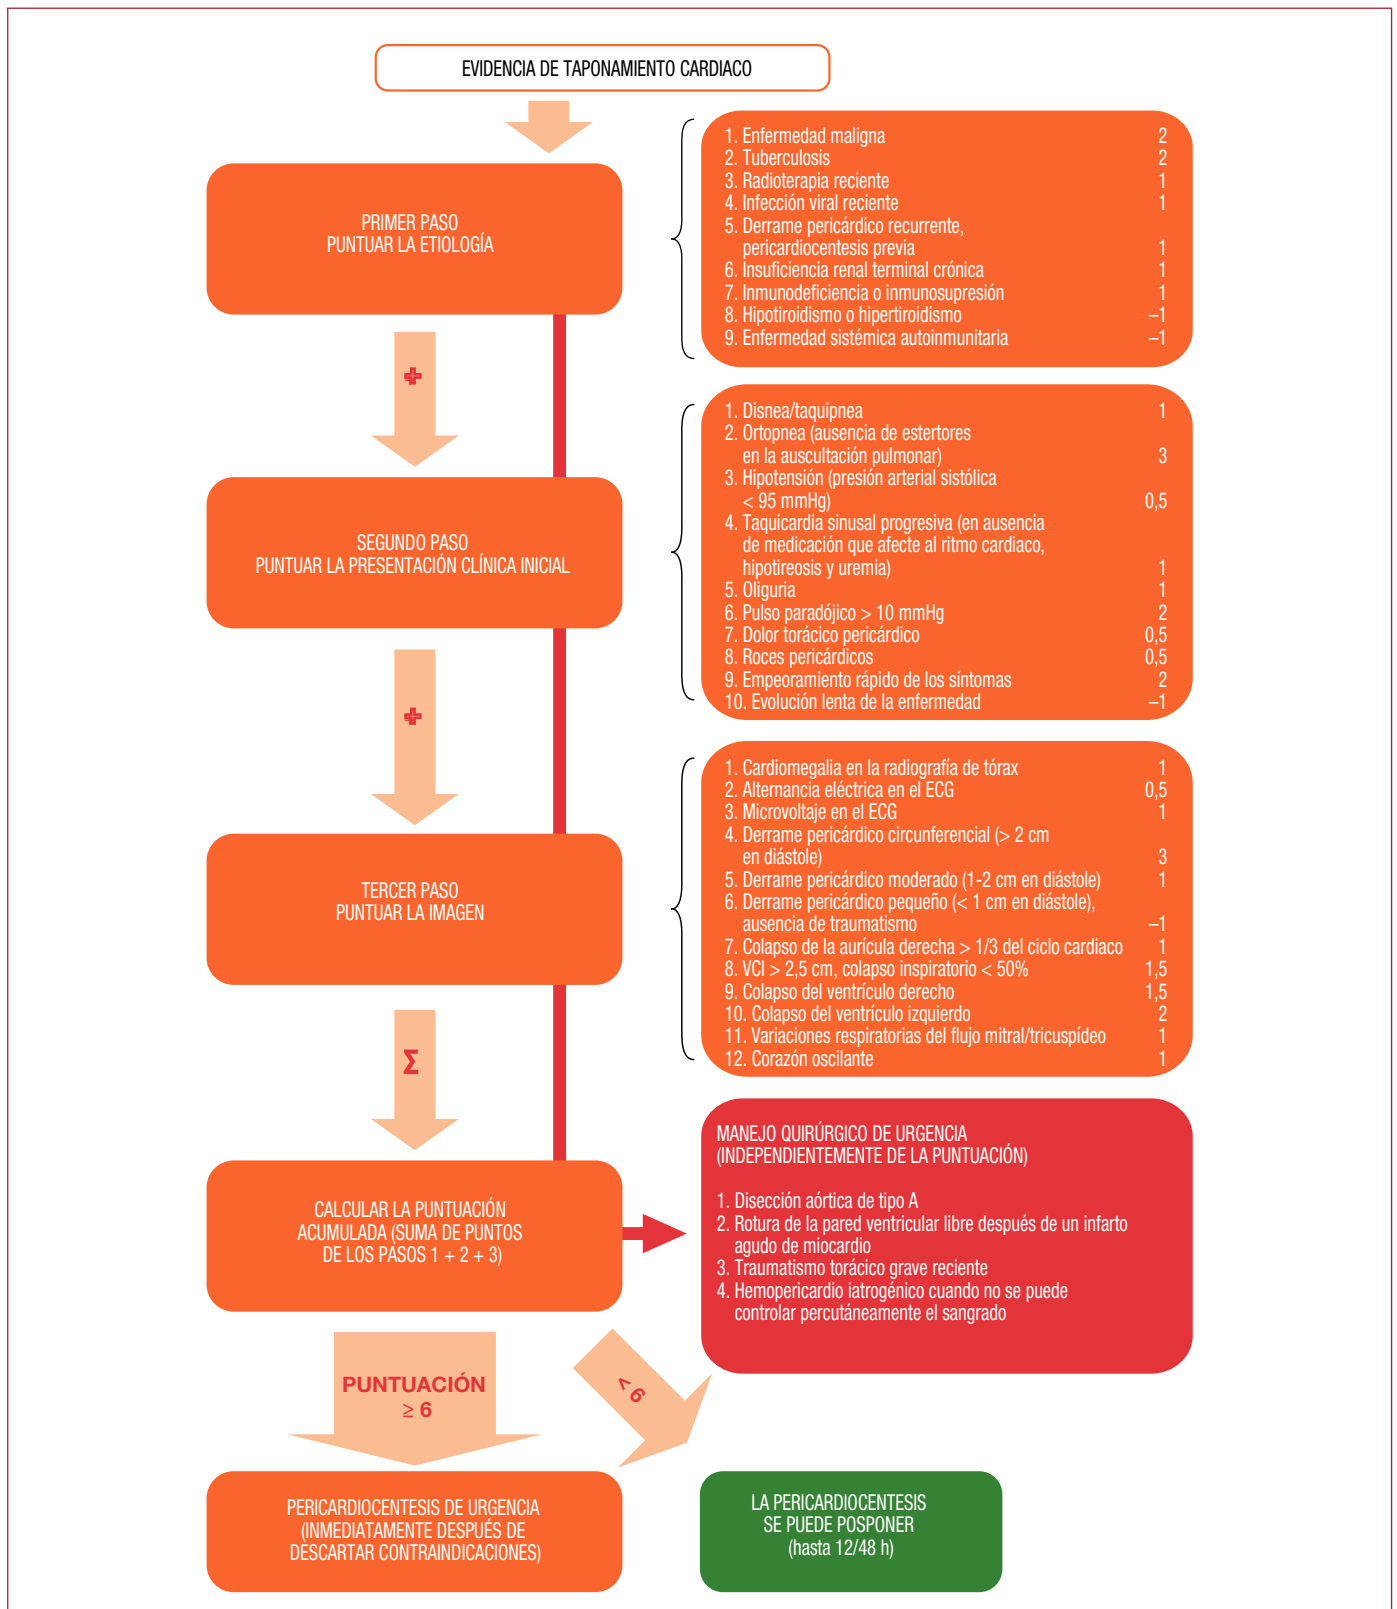 EVIDENCIA DE TAPONAMIENTO CARDIACO
PRIMER PASO
PUNTUAR LA ETIOLOGÍA
1. Enfermedad maligna 2
2. Tuberculosis 2
3. Radioterapia reciente 1
4. Infección viral reciente 1
5. Derrame pericárdico recurrente,
pericardiocentesis previa 1
6. Insuficiencia renal terminal crónica 1
7. Inmunodeficiencia o inmunosupresión 1
8. Hipotiroidismo o hipertiroidismo –1
9. Enfermedad sistémica autoinmunitaria –1
+
SEGUNDO PASO
PUNTUAR LA PRESENTACIÓN CLÍNICA INICIAL
1. Disnea/taquipnea 1
2. Ortopnea (ausencia de estertores
en la auscultación pulmonar) 3
3. Hipotensión (presión arterial sistólica
< 95 mmHg) 0,5
4. Taquicardia sinusal progresiva (en ausencia
de medicación que afecte al ritmo cardiaco,
hipotireosis y uremia) 1
5. Oliguria 1
6. Pulso paradójico > 10 mmHg 2
7. Dolor torácico pericárdico 0,5
8. Roces pericárdicos 0,5
9. Empeoramiento rápido de los síntomas 2
10. Evolución lenta de la enfermedad –1
+
TERCER PASO
PUNTUAR LA IMAGEN
1. Cardiomegalia en la radiografía de tórax 1
2. Alternancia eléctrica en el ECG 0,5
3. Microvoltaje en el ECG 1
4. Derrame pericárdico circunferencial (> 2 cm
en diástole) 3
5. Derrame pericárdico moderado (1-2 cm en diástole) 1
6. Derrame pericárdico pequeño (< 1 cm en diástole),
ausencia de traumatismo –1
7. Colapso de la aurícula derecha > 1/3 del ciclo cardiaco 1
8. VCI > 2,5 cm, colapso inspiratorio < 50% 1,5
9. Colapso del ventrículo derecho 1,5
10. Colapso del ventrículo izquierdo 2
11. Variaciones respiratorias del flujo mitral/tricuspídeo 1
12. Corazón oscilante 1
Σ
CALCULAR LA PUNTUACIÓN
ACUMULADA (SUMA DE PUNTOS
DE LOS PASOS 1 + 2 + 3)
MANEJO QUIRÚRGICO DE URGENCIA
(INDEPENDIENTEMENTE DE LA PUNTUACIÓN)
1. Disección aórtica de tipo A
2. Rotura de la pared ventricular libre después de un infarto
agudo de miocardio
3. Traumatismo torácico grave reciente
4. Hemopericardio iatrogénico cuando no se puede
controlar percutáneamente el sangrado
PUNTUACIÓN
≥ 6
< 6
PERICARDIOCENTESIS DE URGENCIA
(INMEDIATAMENTE DESPUÉS DE
DESCARTAR CONTRAINDICACIONES)
LA PERICARDIOCENTESIS
SE PUEDE POSPONER
(hasta 12/48 h)